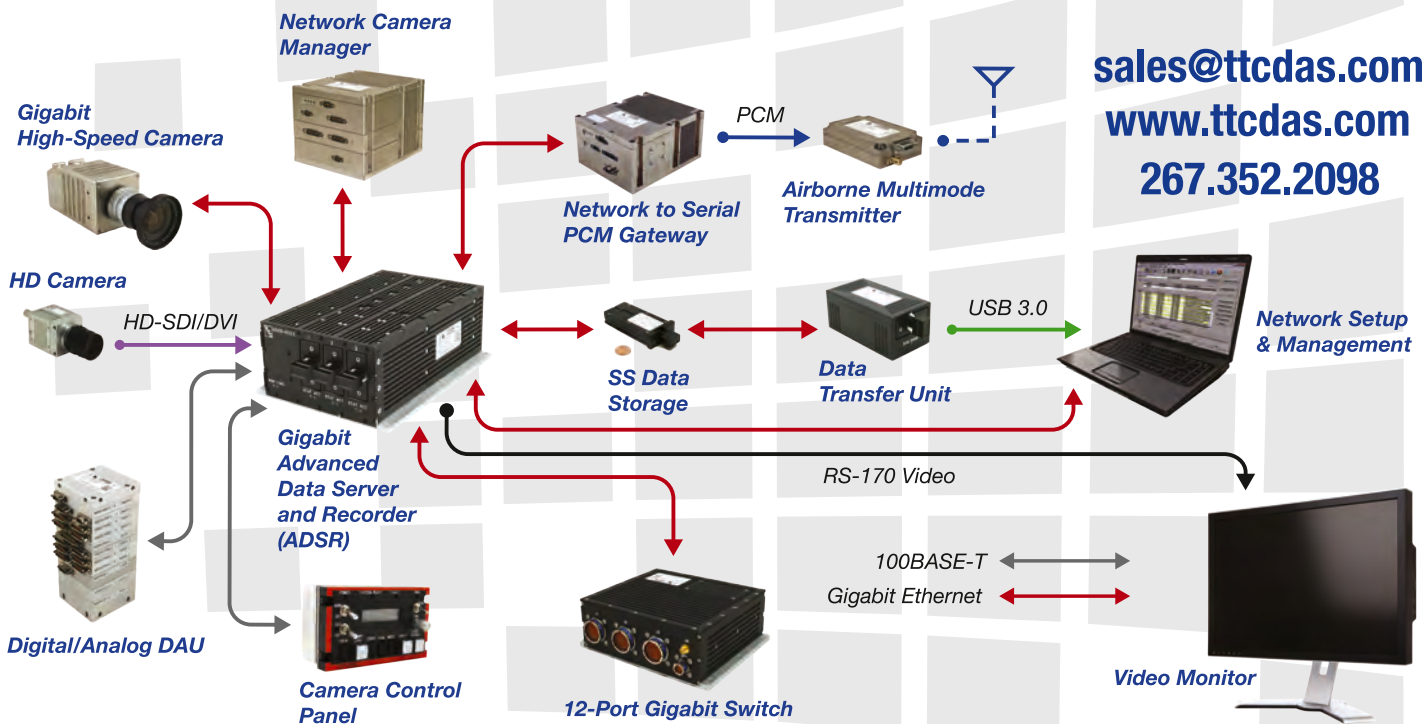 Network Camera
Manager
sales@ttcdas.com
www.ttcdas.com
267.352.2098
Gigabit
High-Speed Camera
PCM
Airborne Multimode
Transmitter
Network to Serial
PCM Gateway
HD Camera
HD-SDI/DVI
USB 3.0
Network Setup
& Management
SS Data
Storage
Data
Transfer Unit
Gigabit
Advanced
Data Server
and Recorder
(ADSR)
RS-170 Video
100BASE-T
Gigabit Ethernet
Digital/Analog DAU
Camera Control
Panel
12-Port Gigabit Switch
Video Monitor